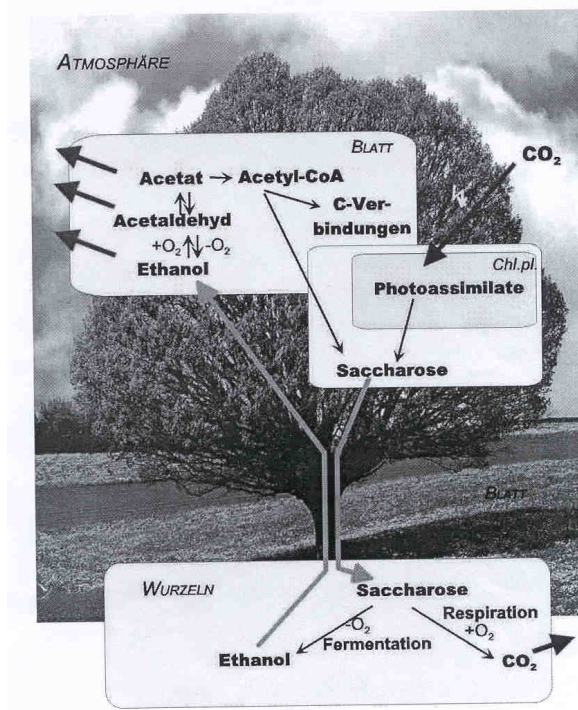 ATMOSPHÄRE
BLATT
CO₂
Acetat → Acetyl-CoA
C-Ver-
bindungen
Acetaldehyd
+O₂ -O₂
Ethanol
Chl.pl.
Photoassimilate
Saccharose
BLATT
WURZELN
Saccharose
-O₂
Fermentation
Respiration
+O₂
Ethanol
CO₂